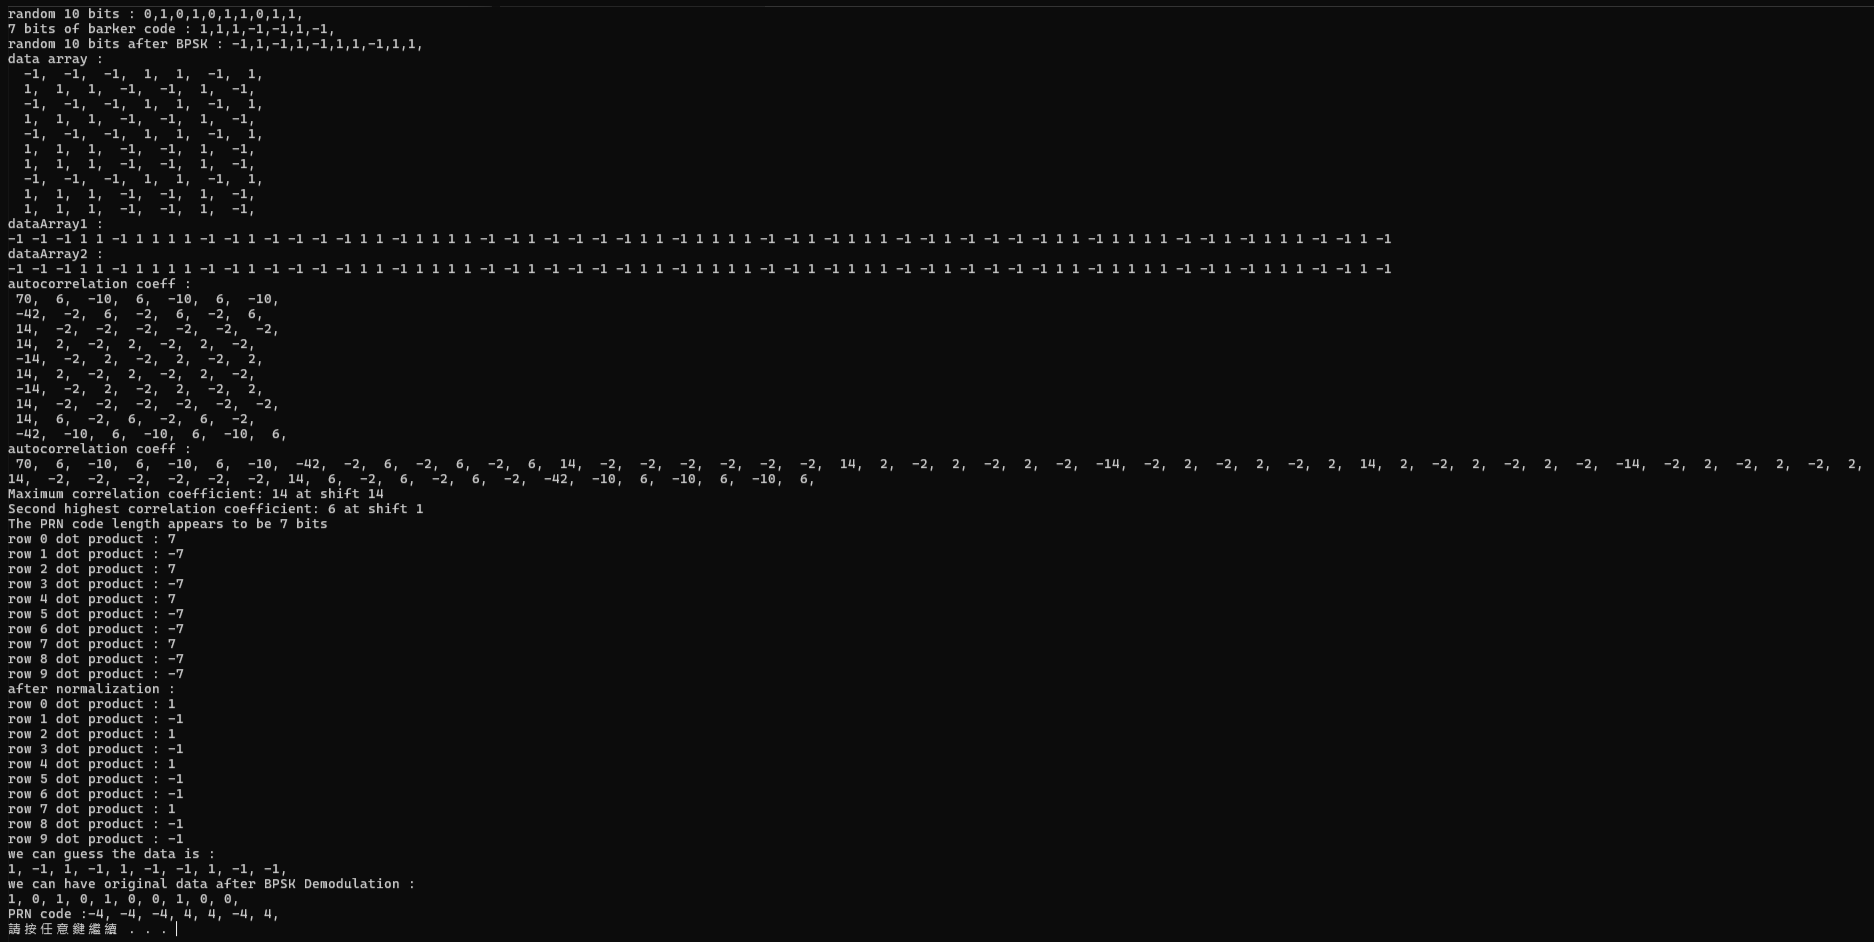 random 10 bits : 0,1,0,1,0,1,1,0,1,1,
7 bits of barker code : 1,1,1,-1,-1,1,-1,
random 10 bits after BPSK : -1,1,-1,1,-1,1,1,-1,1,1,
data array :
-1, -1, -1, 1, 1, -1, 1,
1, 1, 1, -1, -1, 1, -1,
-1, -1, -1, 1, 1, -1, 1,
1, 1, 1, -1, -1, 1, -1,
-1, -1, -1, 1, 1, -1, 1,
1, 1, 1, -1, -1, 1, -1,
1, 1, 1, -1, -1, 1, -1,
-1, -1, -1, 1, 1, -1, 1,
1, 1, 1, -1, -1, 1, -1,
1, 1, 1, -1, -1, 1, -1,
dataArray1 :
-1 -1 -1 1 1 -1 1 1 1 1 -1 -1 1 -1 -1 -1 -1 1 1 -1 1 1 1 1 -1 -1 1 -1 -1 -1 -1 1 1 -1 1 1 1 1 -1 -1 1 -1 1 1 1 -1 -1 1 -1 -1 -1 -1 1 1 -1 1 1 1 1 -1 -1 1 -1 1 1 1 -1 -1 1 -1
dataArray2 :
-1 -1 -1 1 1 -1 1 1 1 1 -1 -1 1 -1 -1 -1 -1 1 1 -1 1 1 1 1 -1 -1 1 -1 -1 -1 -1 1 1 -1 1 1 1 1 -1 -1 1 -1 1 1 1 -1 -1 1 -1 -1 -1 -1 1 1 -1 1 1 1 1 -1 -1 1 -1 1 1 1 -1 -1 1 -1
autocorrelation coeff :
70, 6, -10, 6, -10, 6, -10,
-42, -2, 6, -2, 6, -2, 6,
14, -2, -2, -2, -2, -2, -2,
14, 2, -2, 2, -2, 2, -2,
-14, -2, 2, -2, 2, -2, 2,
14, 2, -2, 2, -2, 2, -2,
-14, -2, 2, -2, 2, -2, 2,
14, -2, -2, -2, -2, -2, -2,
14, 6, -2, 6, -2, 6, -2,
-42, -10, 6, -10, 6, -10, 6,
autocorrelation coeff :
70, 6, -10, 6, -10, 6, -10, -42, -2, 6, -2, 6, -2, 6, 14, -2, -2, -2, -2, -2, -2, 14, 2, -2, 2, -2, 2, -2, -14, -2, 2, -2, 2, -2, 2, 14, 2, -2, 2, -2, 2, -2, -14, -2, 2, -2, 2, -2, 2,
14, -2, -2, -2, -2, -2, -2, 14, 6, -2, 6, -2, 6, -2, -42, -10, 6, -10, 6, -10, 6,
Maximum correlation coefficient: 14 at shift 14
Second highest correlation coefficient: 6 at shift 1
The PRN code length appears to be 7 bits
row 0 dot product : 7
row 1 dot product : -7
row 2 dot product : 7
row 3 dot product : -7
row 4 dot product : 7
row 5 dot product : -7
row 6 dot product : -7
row 7 dot product : 7
row 8 dot product : -7
row 9 dot product : -7
after normalization :
row 0 dot product : 1
row 1 dot product : -1
row 2 dot product : 1
row 3 dot product : -1
row 4 dot product : 1
row 5 dot product : -1
row 6 dot product : -1
row 7 dot product : 1
row 8 dot product : -1
row 9 dot product : -1
we can guess the data is :
1, -1, 1, -1, 1, -1, -1, 1, -1, -1,
we can have original data after BPSK Demodulation :
1, 0, 1, 0, 1, 0, 0, 1, 0, 0,
PRN code :-4, -4, -4, 4, 4, -4, 4,
請按任意鍵繼續 . . .